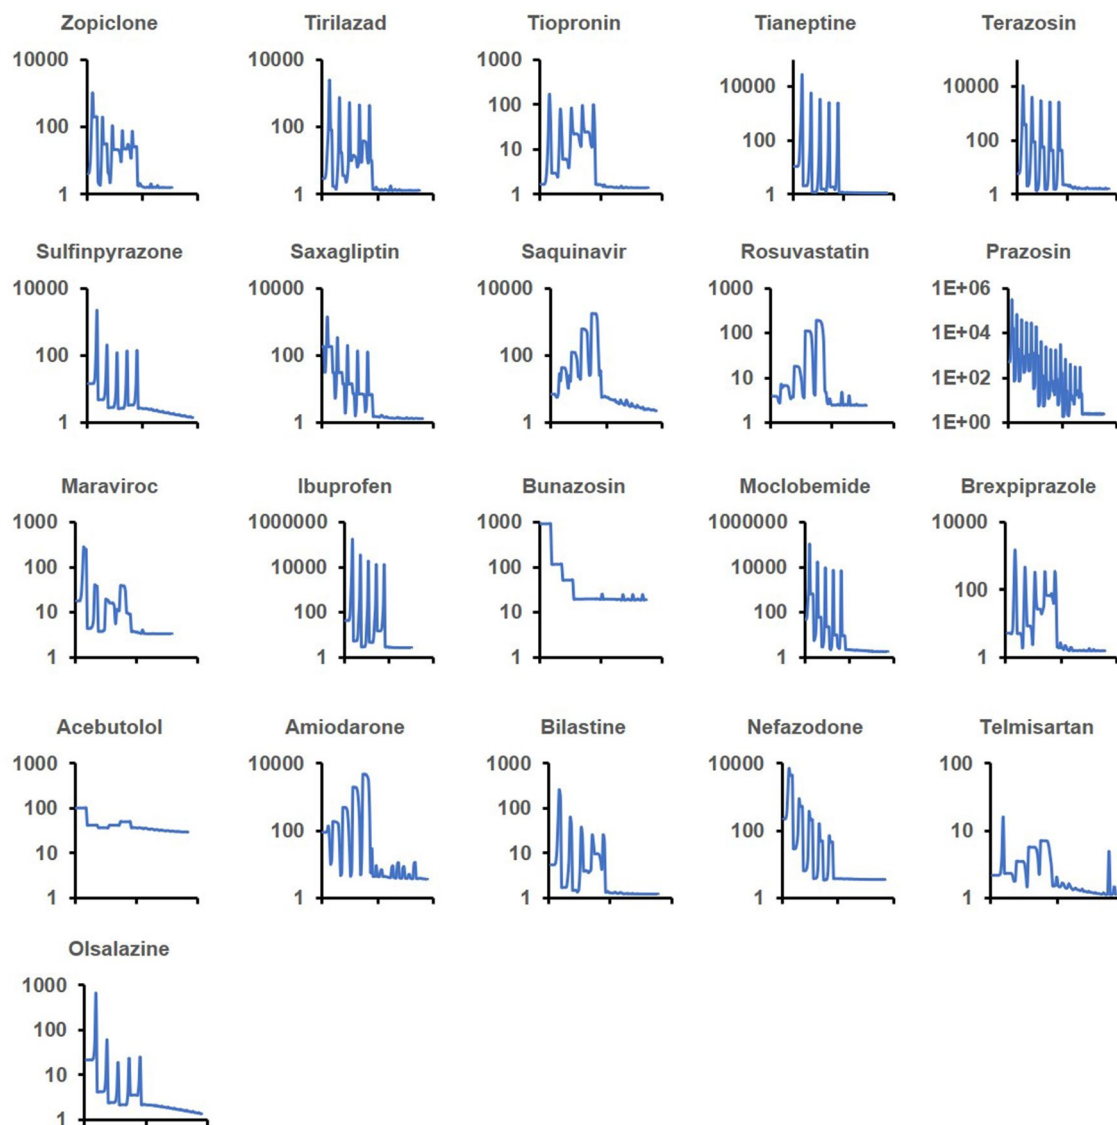 Zopiclone
10000
100
1
Tirilazad
10000
100
1
Tiopronin
1000
100
10
1
Tianeptine
10000
100
1
Terazosin
10000
100
1
Sulfinpyrazone
10000
100
1
Saxagliptin
10000
100
1
Saquinavir
10000
100
1
Rosuvastatin
1000
100
10
1
Prazosin
1E+06
1E+04
1E+02
1E+00
Maraviroc
1000
100
10
1
Ibuprofen
1000000
10000
100
1
Bunazosin
1000
100
10
1
Moclobemide
1000000
10000
100
1
Brexpiprazole
10000
100
1
Acebutolol
1000
100
10
1
Amiodarone
10000
100
1
Bilastine
1000
100
10
1
Nefazodone
10000
100
1
Telmisartan
100
10
1
Olsalazine
1000
100
10
1